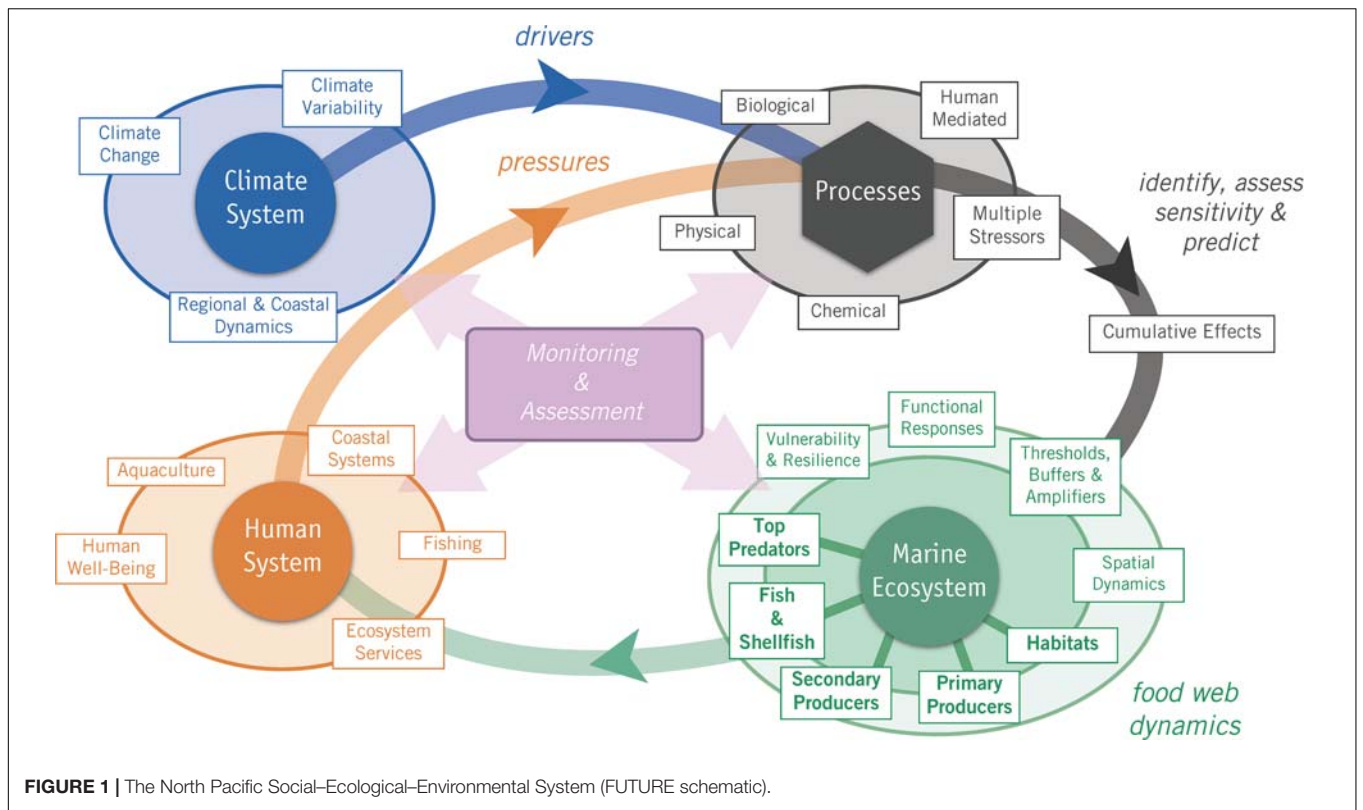 drivers
Climate
Variability
Climate
Change
Climate
System
Regional & Coastal
Dynamics
pressures
Biological
Human
Mediated
Processes
Physical
Multiple
Stressors
Chemical
identify, assess
sensitivity &
predict
Cumulative Effects
Monitoring
&
Assessment
Coastal
Systems
Aquaculture
Human
System
Human
Well-Being
Fishing
Ecosystem
Services
Functional
Responses
Vulnerability
& Resilience
Thresholds,
Buffers &
Amplifiers
Top
Predators
Marine
Ecosystem
Spatial
Dynamics
Fish
&
Shellfish
Habitats
Secondary
Producers
Primary
Producers
food web
dynamics
FIGURE 1 | The North Pacific Social–Ecological–Environmental System (FUTURE schematic).